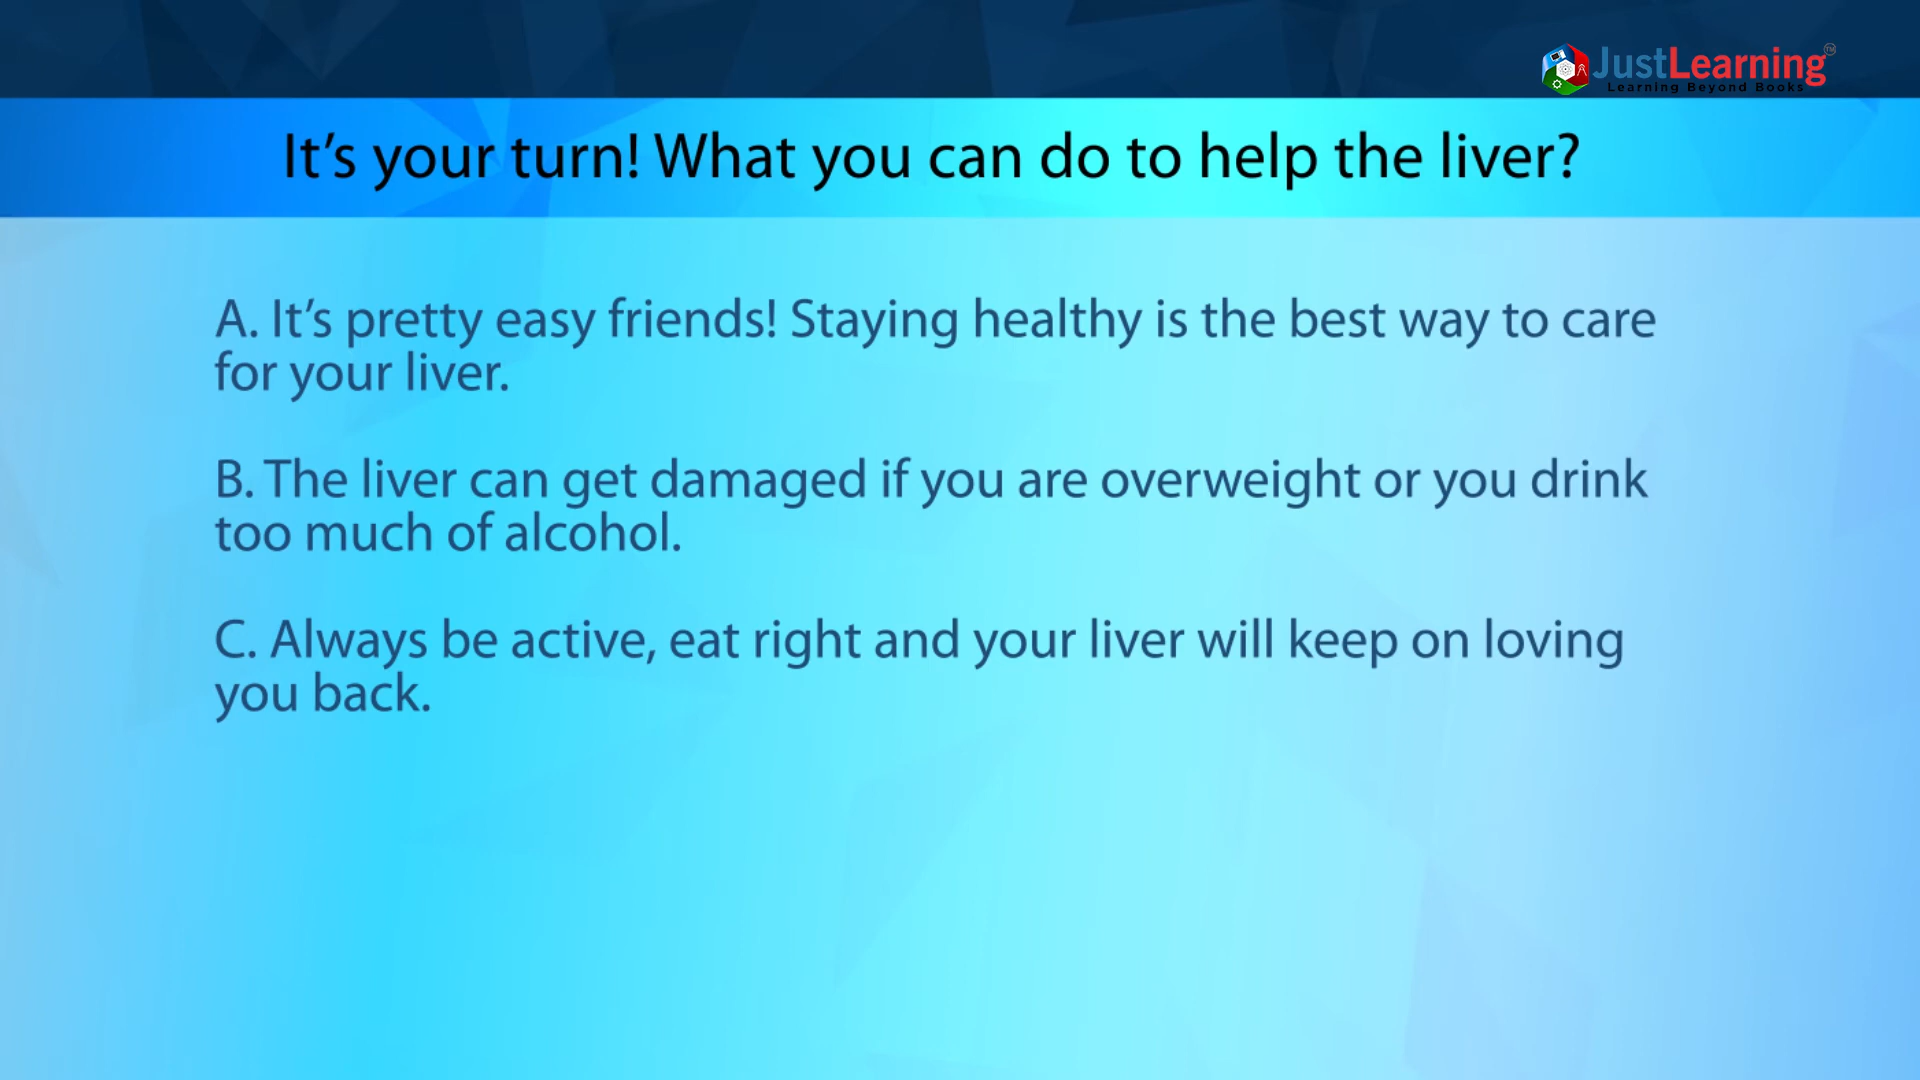 JustLearning™
Learning Beyond Books
It's your turn! What you can do to help the liver?
A. It's pretty easy friends! Staying healthy is the best way to care
for your liver.
B. The liver can get damaged if you are overweight or you drink
too much of alcohol.
C. Always be active, eat right and your liver will keep on loving
you back.